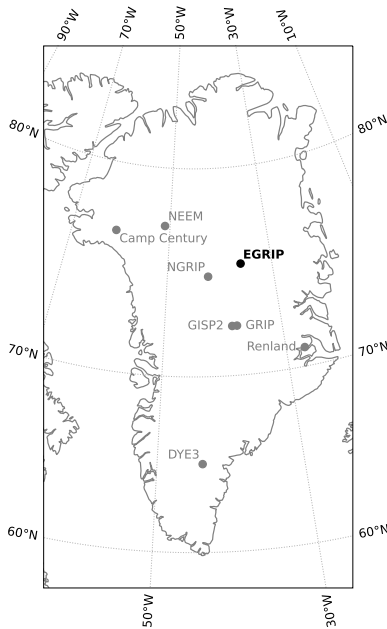 90°W 70°W 50°W 30°W 10°W
80°N 80°N
NEEM
Camp Century
EGRIP
NGRIP
GISP2 GRIP
Renland
70°N 70°N
DYE3
60°N 60°N
50°W 30°W